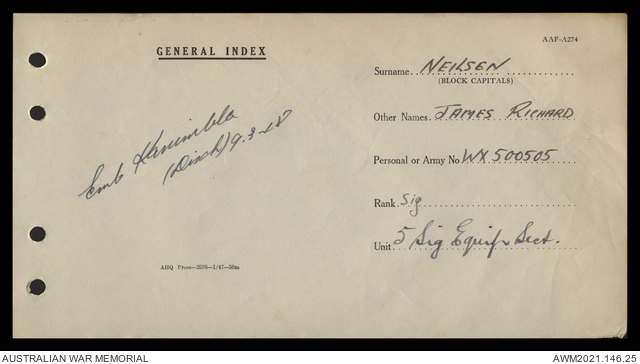 AAF-A274
GENERAL INDEX
Surname NEILSEN
(BLOCK CAPITALS)
Other Names. JAMES RICHARD
Personal or Army No WX 500505
Rank Sig
Unit 5 Sig Equip Sect.
Emb Kanimbla
(Disch) 9.3-48
AHQ Press—3598—1/47—50m
AUSTRALIAN WAR MEMORIAL
AWM2021.146.25